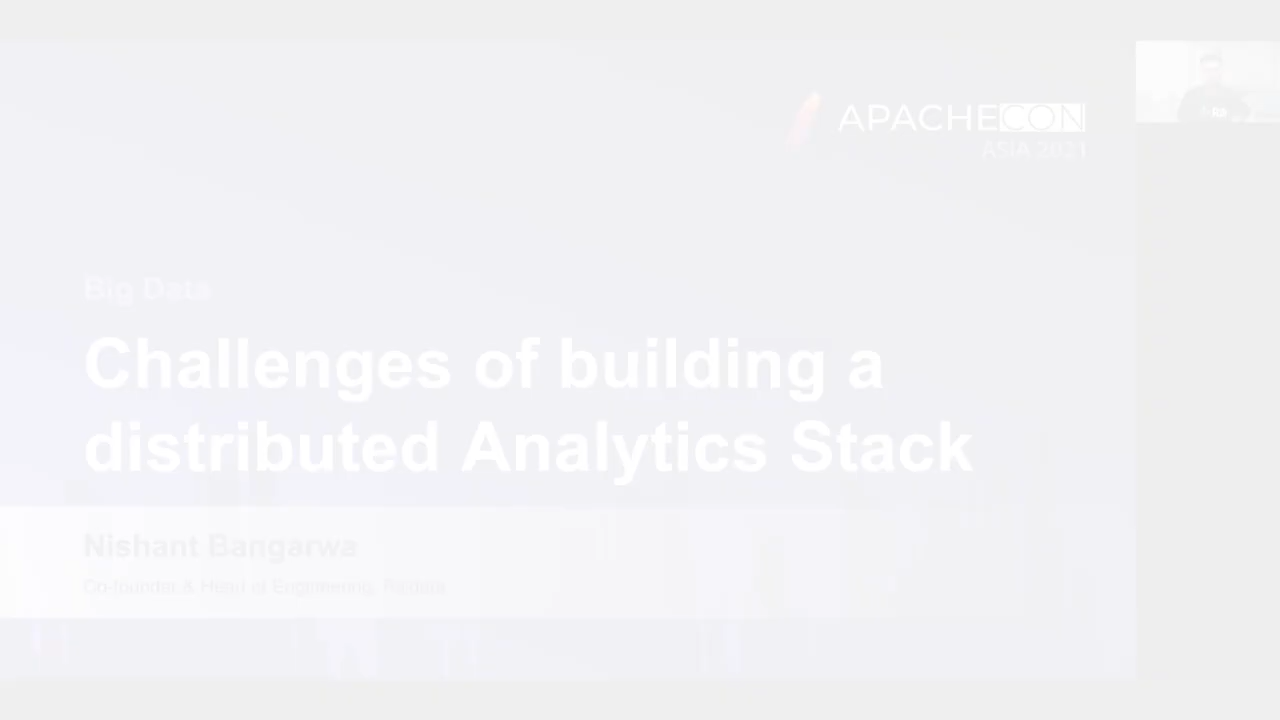 APACHECON
ASIA 2021
Big Data
Challenges of building a
distributed Analytics Stack
Nishant Bangarwa
Co-founder & Head of Engineering,